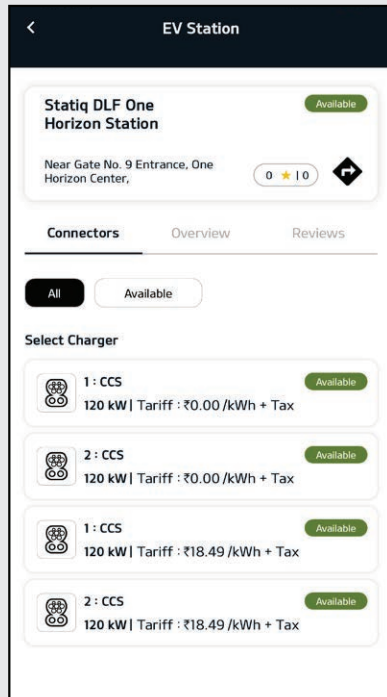 EV Station
Statiq DLF One
Horizon Station
Available
Near Gate No. 9 Entrance, One
Horizon Center,
0 ★ | 0
Connectors Overview Reviews
All Available
Select Charger
1 : CCS Available
120 kW | Tariff : ₹0.00 /kWh + Tax
2 : CCS Available
120 kW | Tariff : ₹0.00 /kWh + Tax
1 : CCS Available
120 kW | Tariff : ₹18.49 /kWh + Tax
2 : CCS Available
120 kW | Tariff : ₹18.49 /kWh + Tax